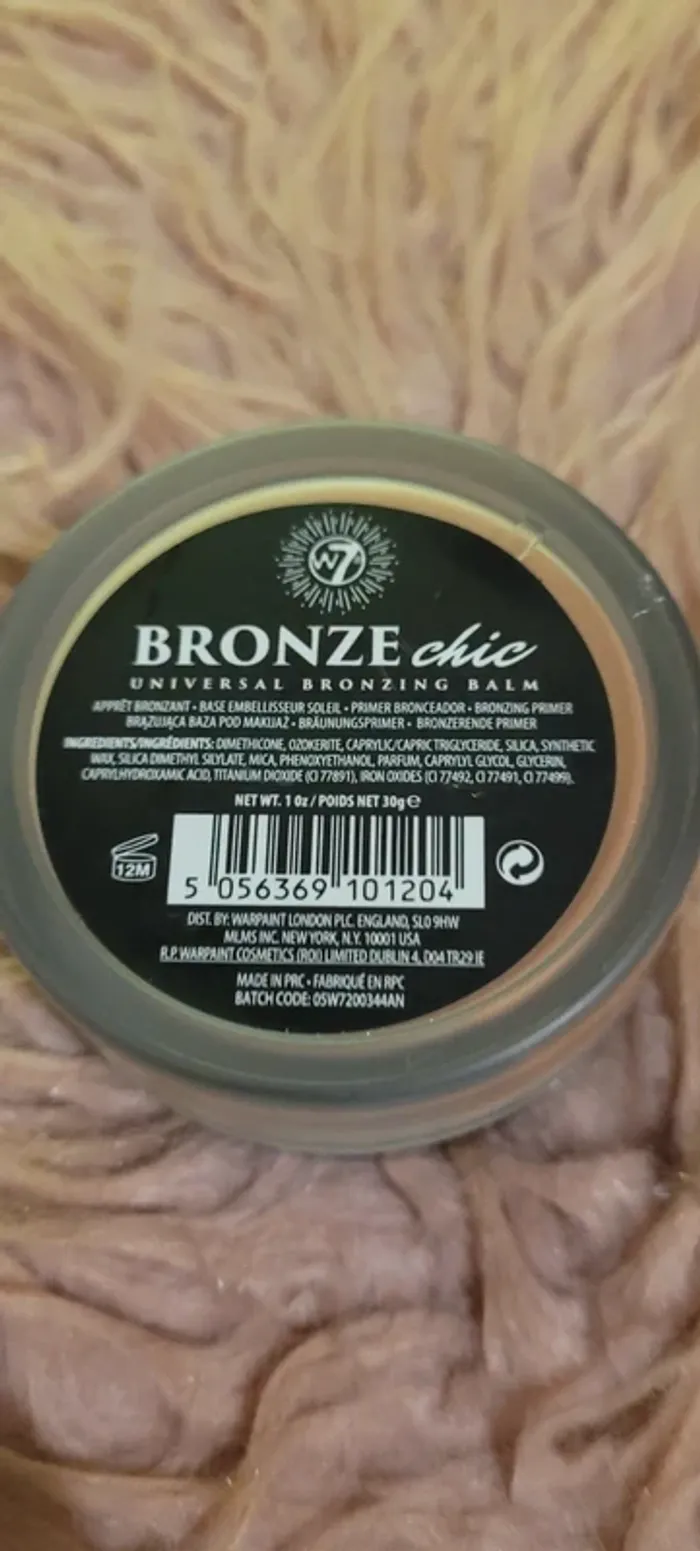 W7
BRONZE chic
UNIVERSAL BRONZING BALM
APPRÊT BRONZANT • BASE EMBELLISSEUR SOLEIL • PRIMER BRONCEADOR • BRONZING PRIMER
BRĄZUJĄCA BAZA POD MAKIJAŻ • BRÄUNUNGSPRIMER • BRONZERENDE PRIMER
INGREDIENTS/INGRÉDIENTS: DIMETHICONE, OZOKERITE, CAPRYLIC/CAPRIC TRIGLYCERIDE, SILICA, SYNTHETIC
WAX, SILICA DIMETHYL SILYLATE, MICA, PHENOXYETHANOL, PARFUM, CAPRYLYL GLYCOL, GLYCERIN,
CAPRYLHYDROXAMIC ACID, TITANIUM DIOXIDE (CI 77891), IRON OXIDES (CI 77492, CI 77491, CI 77499).
NET WT. 1 Oz / POIDS NET 30g ℮
12M
5 056369 101204
DIST. BY: WARPAINT LONDON PLC. ENGLAND, SL0 9HW
MLMS INC. NEW YORK, N.Y. 10001 USA
R.P. WARPAINT COSMETICS (ROI) LIMITED DUBLIN 4, D04 TR29 IE
MADE IN PRC • FABRIQUÉ EN RPC
BATCH CODE: 05W7200344AN